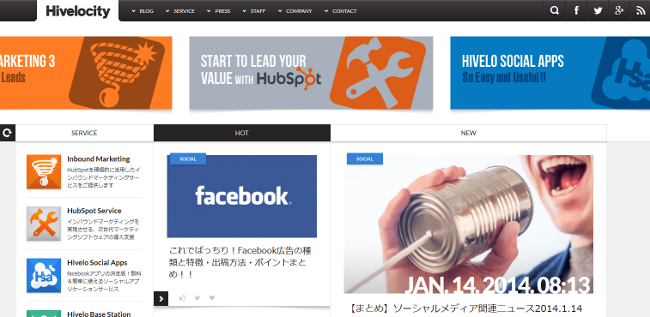 Hivelocity
BLOG
SERVICE
PRESS
STAFF
COMPANY
CONTACT
ARKETING 3
Leads
START TO LEAD YOUR
VALUE WITH HubSpot
HIVELO SOCIAL APPS
So Easy and Useful!!
Hsa
SERVICE
HOT
NEW
Inbound Marketing
HubSpotを積極的に活用したイ
ンバウンドマーケティングサー
ビスをご提供します
HubSpot Service
インバウンドマーケティングを
実現させる、次世代マーケティ
ングソフトウェアの導入支援
Hsa
Hivelo Social Apps
facebookアプリの決定版！無料
& 簡単に使えるソーシャルアプ
リケーションサービス
Hivelo Base Station
SOCIAL
facebook.
これでばっちり！Facebook広告の種
類と特徴・出稿方法・ポイントまと
め！！
SOCIAL
JAN.14.2014.08:13
【まとめ】ソーシャルメディア関連ニュース2014.1.14